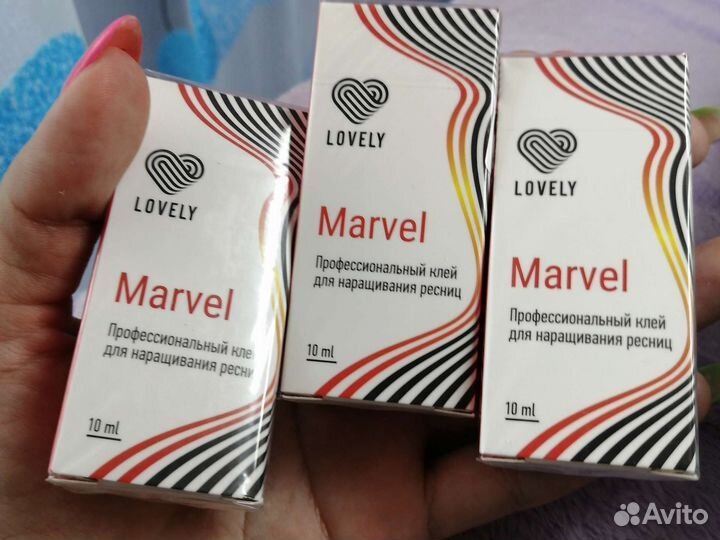 LOVELY
Marvel
Профессиональный клей
для наращивания ресниц
10 ml
LOVELY
Marvel
Профессиональный клей
для наращивания ресниц
10 ml
LOVELY
Marvel
Профессиональный клей
для наращивания ресниц
10 ml
Avito